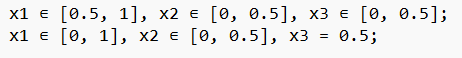 x1 ∈ [0.5, 1], x2 ∈ [0, 0.5], x3 ∈ [0, 0.5];
x1 ∈ [0, 1], x2 ∈ [0, 0.5], x3 = 0.5;